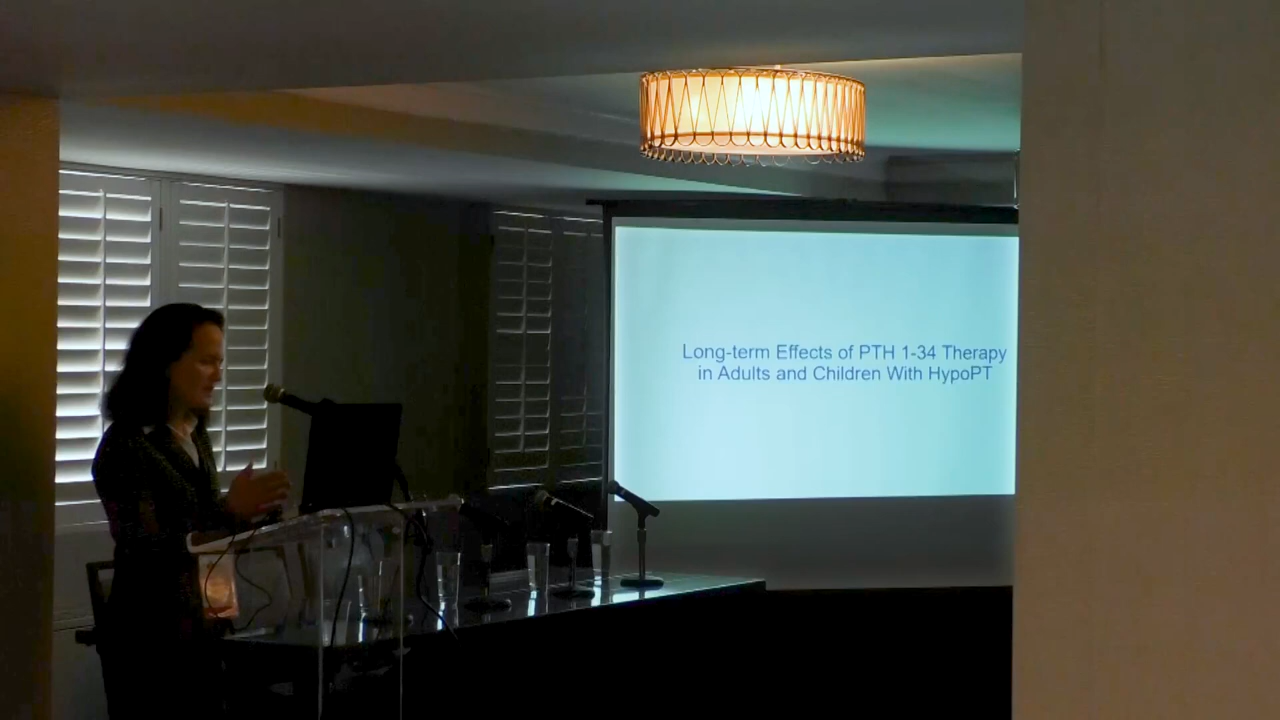 Long-term Effects of PTH 1-34 Therapy
in Adults and Children With HypoPT